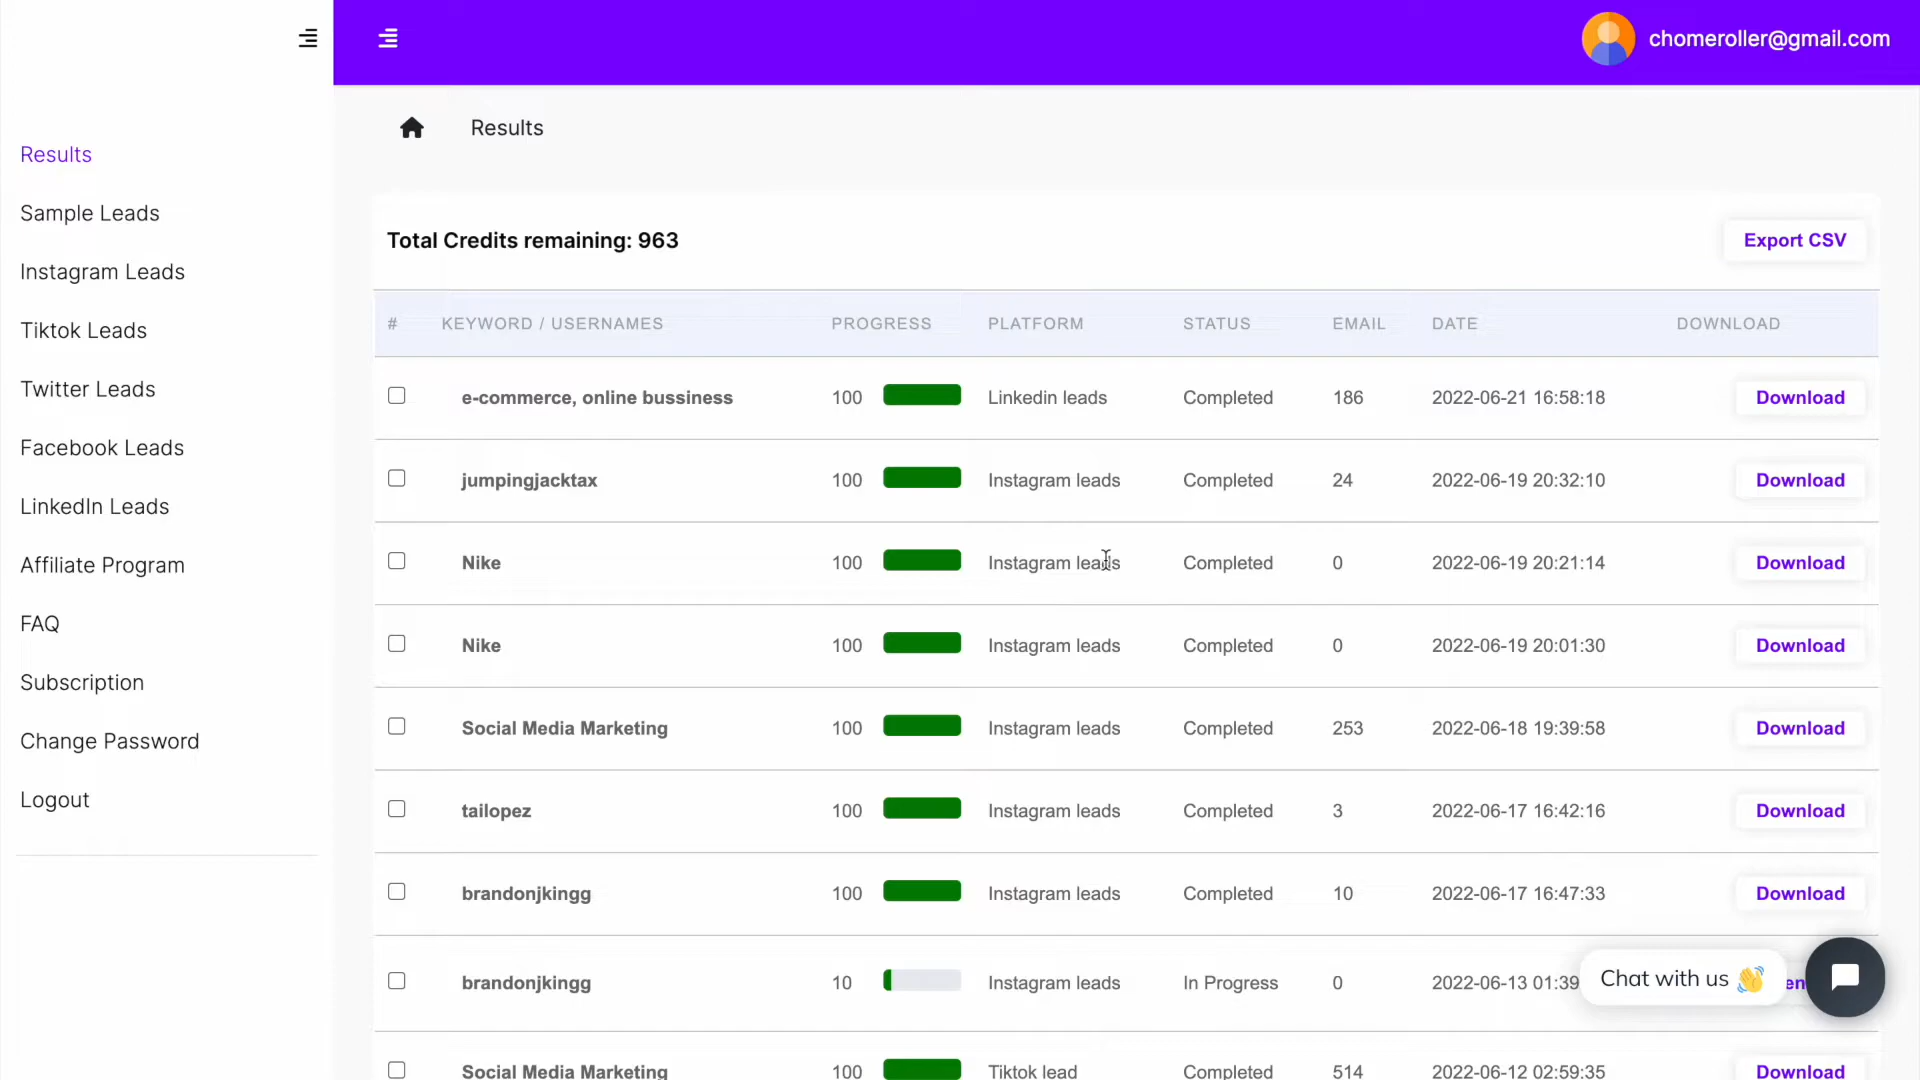 chomeroller@gmail.com
Results
Results
Sample Leads
Instagram Leads
Tiktok Leads
Twitter Leads
Facebook Leads
LinkedIn Leads
Affiliate Program
FAQ
Subscription
Change Password
Logout
Total Credits remaining: 963
Export CSV
# KEYWORD / USERNAMES PROGRESS PLATFORM STATUS EMAIL DATE DOWNLOAD
e-commerce, online bussiness 100 Linkedin leads Completed 186 2022-06-21 16:58:18 Download
jumpingjacktax 100 Instagram leads Completed 24 2022-06-19 20:32:10 Download
Nike 100 Instagram leads Completed 0 2022-06-19 20:21:14 Download
Nike 100 Instagram leads Completed 0 2022-06-19 20:01:30 Download
Social Media Marketing 100 Instagram leads Completed 253 2022-06-18 19:39:58 Download
tailopez 100 Instagram leads Completed 3 2022-06-17 16:42:16 Download
brandonjkingg 100 Instagram leads Completed 10 2022-06-17 16:47:33 Download
brandonjkingg 10 Instagram leads In Progress 0 2022-06-13 01:39
Chat with us 👋
Social Media Marketing 100 Tiktok lead Completed 514 2022-06-12 02:59:35 Download